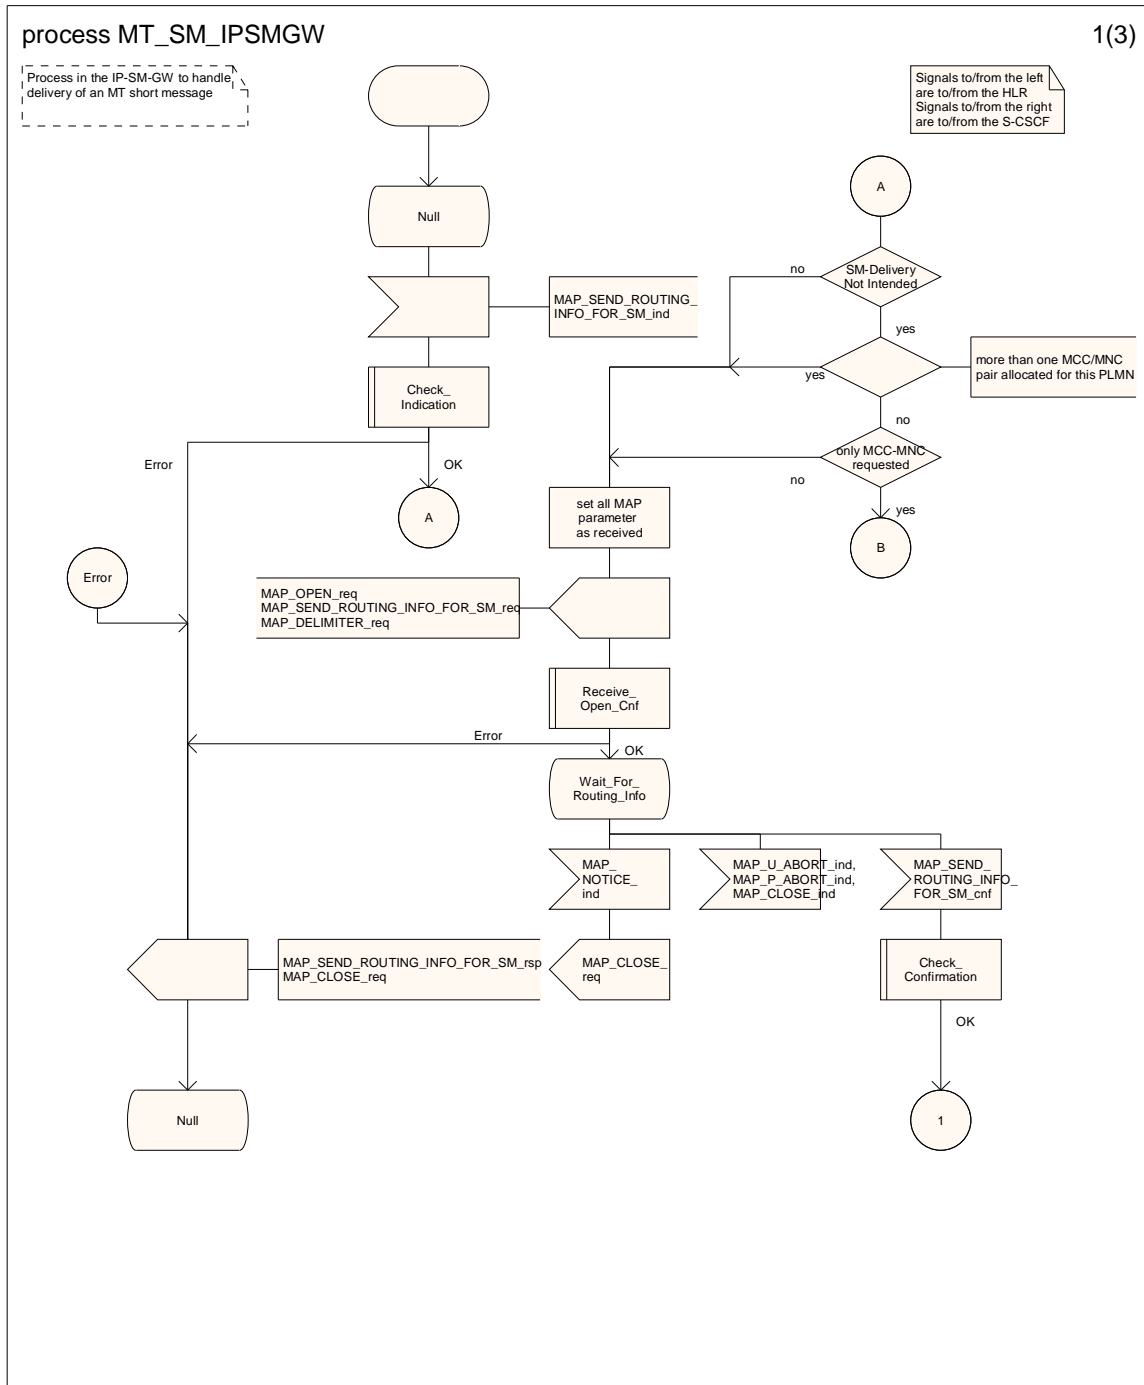 process MT_SM_IPSMGW
1(3)
Process in the IP-SM-GW to handle
delivery of an MT short message
Signals to/from the left
are to/from the HLR
Signals to/from the right
are to/from the S-CSCF
Null
MAP_SEND_ROUTING_
INFO_FOR_SM_ind
Check_
Indication
Error
OK
A
A
SM-Delivery
Not Intended
no
yes
more than one MCC/MNC
pair allocated for this PLMN
yes
no
only MCC-MNC
requested
no
yes
B
set all MAP
parameter
as received
Error
MAP_OPEN_req
MAP_SEND_ROUTING_INFO_FOR_SM_req
MAP_DELIMITER_req
Receive_
Open_Cnf
Error
OK
Wait_For_
Routing_Info
MAP_
NOTICE_
ind
MAP_U_ABORT_ind,
MAP_P_ABORT_ind,
MAP_CLOSE_ind
MAP_SEND_
ROUTING_INFO_
FOR_SM_cnf
MAP_SEND_ROUTING_INFO_FOR_SM_rsp
MAP_CLOSE_req
MAP_CLOSE_
req
Check_
Confirmation
OK
Null
1